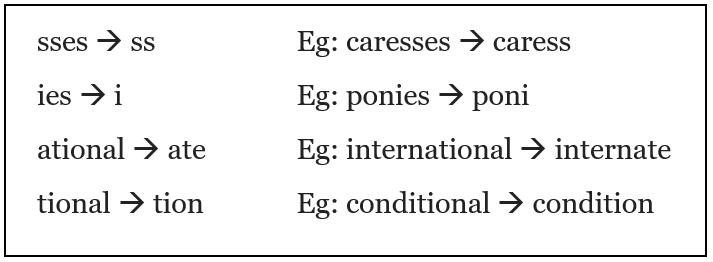 sses → ss Eg: caresses → caress
ies → i Eg: ponies → poni
ational → ate Eg: international → internate
tional → tion Eg: conditional → condition